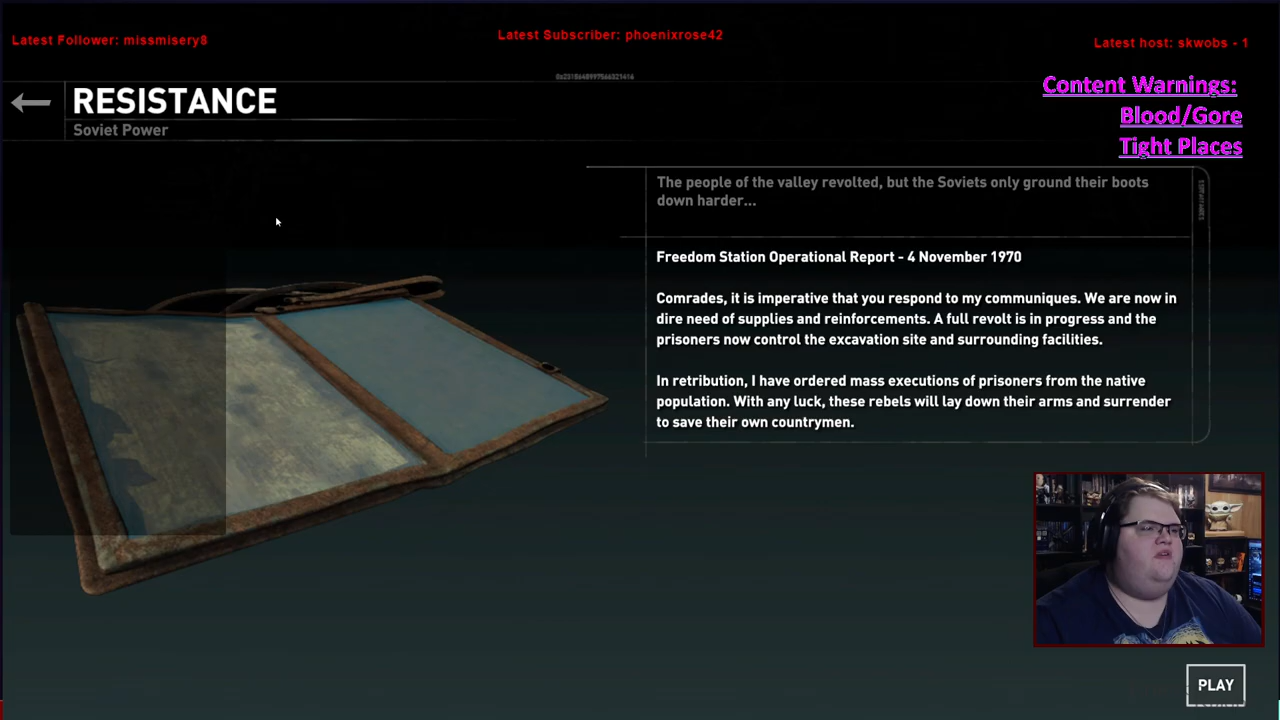 Latest Follower: missmisery8
Latest Subscriber: phoenixrose42
Latest host: skwobs - 1
Content Warnings:
Blood/Gore
Tight Places
RESISTANCE
Soviet Power
The people of the valley revolted, but the Soviets only ground their boots
down harder...
Freedom Station Operational Report - 4 November 1970
Comrades, it is imperative that you respond to my communiques. We are now in
dire need of supplies and reinforcements. A full revolt is in progress and the
prisoners now control the excavation site and surrounding facilities.
In retribution, I have ordered mass executions of prisoners from the native
population. With any luck, these rebels will lay down their arms and surrender
to save their own countrymen.
PLAY